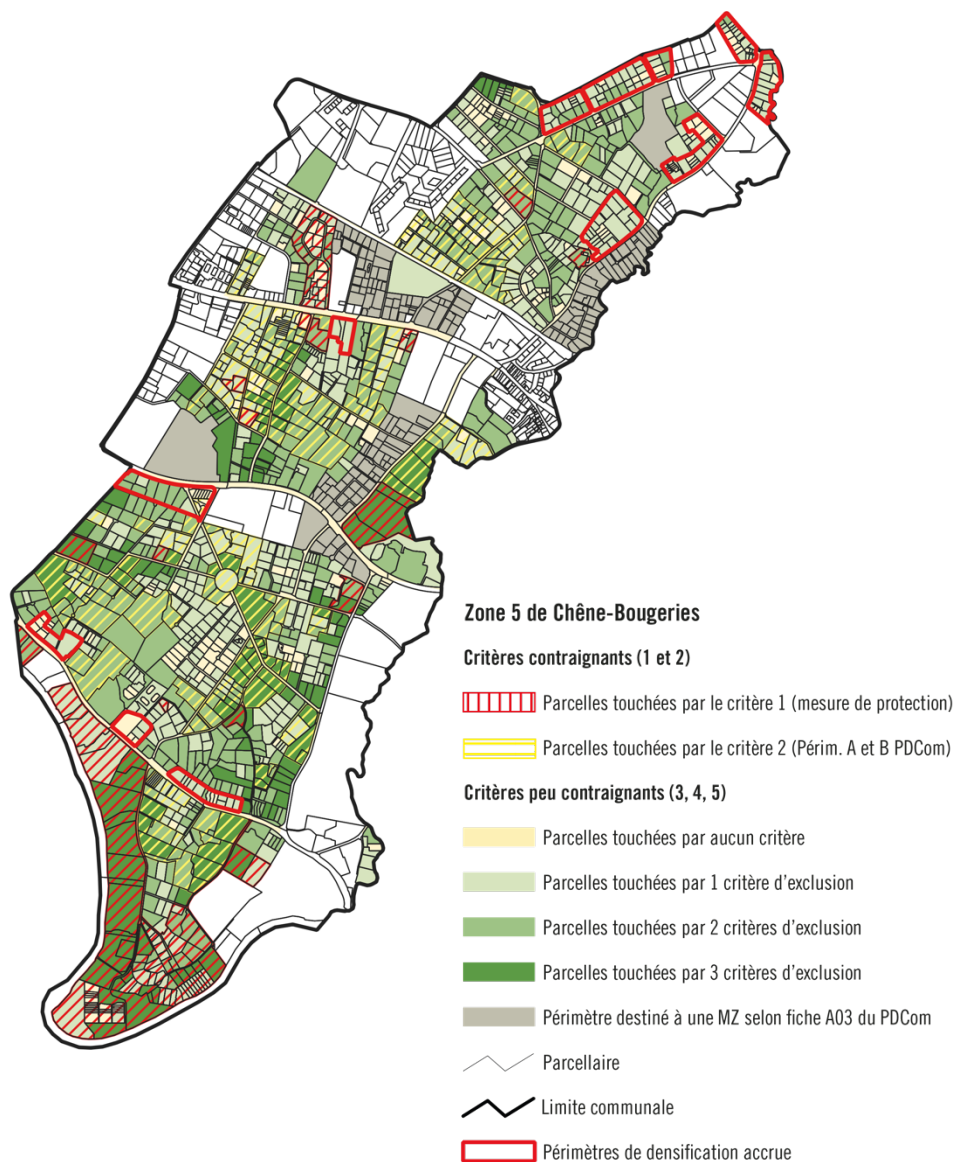 Zone 5 de Chêne-Bougeries
Critères contraignants (1 et 2)
Parcelles touchées par le critère 1 (mesure de protection)
Parcelles touchées par le critère 2 (Périm. A et B PDCom)
Critères peu contraignants (3, 4, 5)
Parcelles touchées par aucun critère
Parcelles touchées par 1 critère d'exclusion
Parcelles touchées par 2 critères d'exclusion
Parcelles touchées par 3 critères d'exclusion
Périmètre destiné à une MZ selon fiche A03 du PDCom
Parcellaire
Limite communale
Périmètres de densification accrue